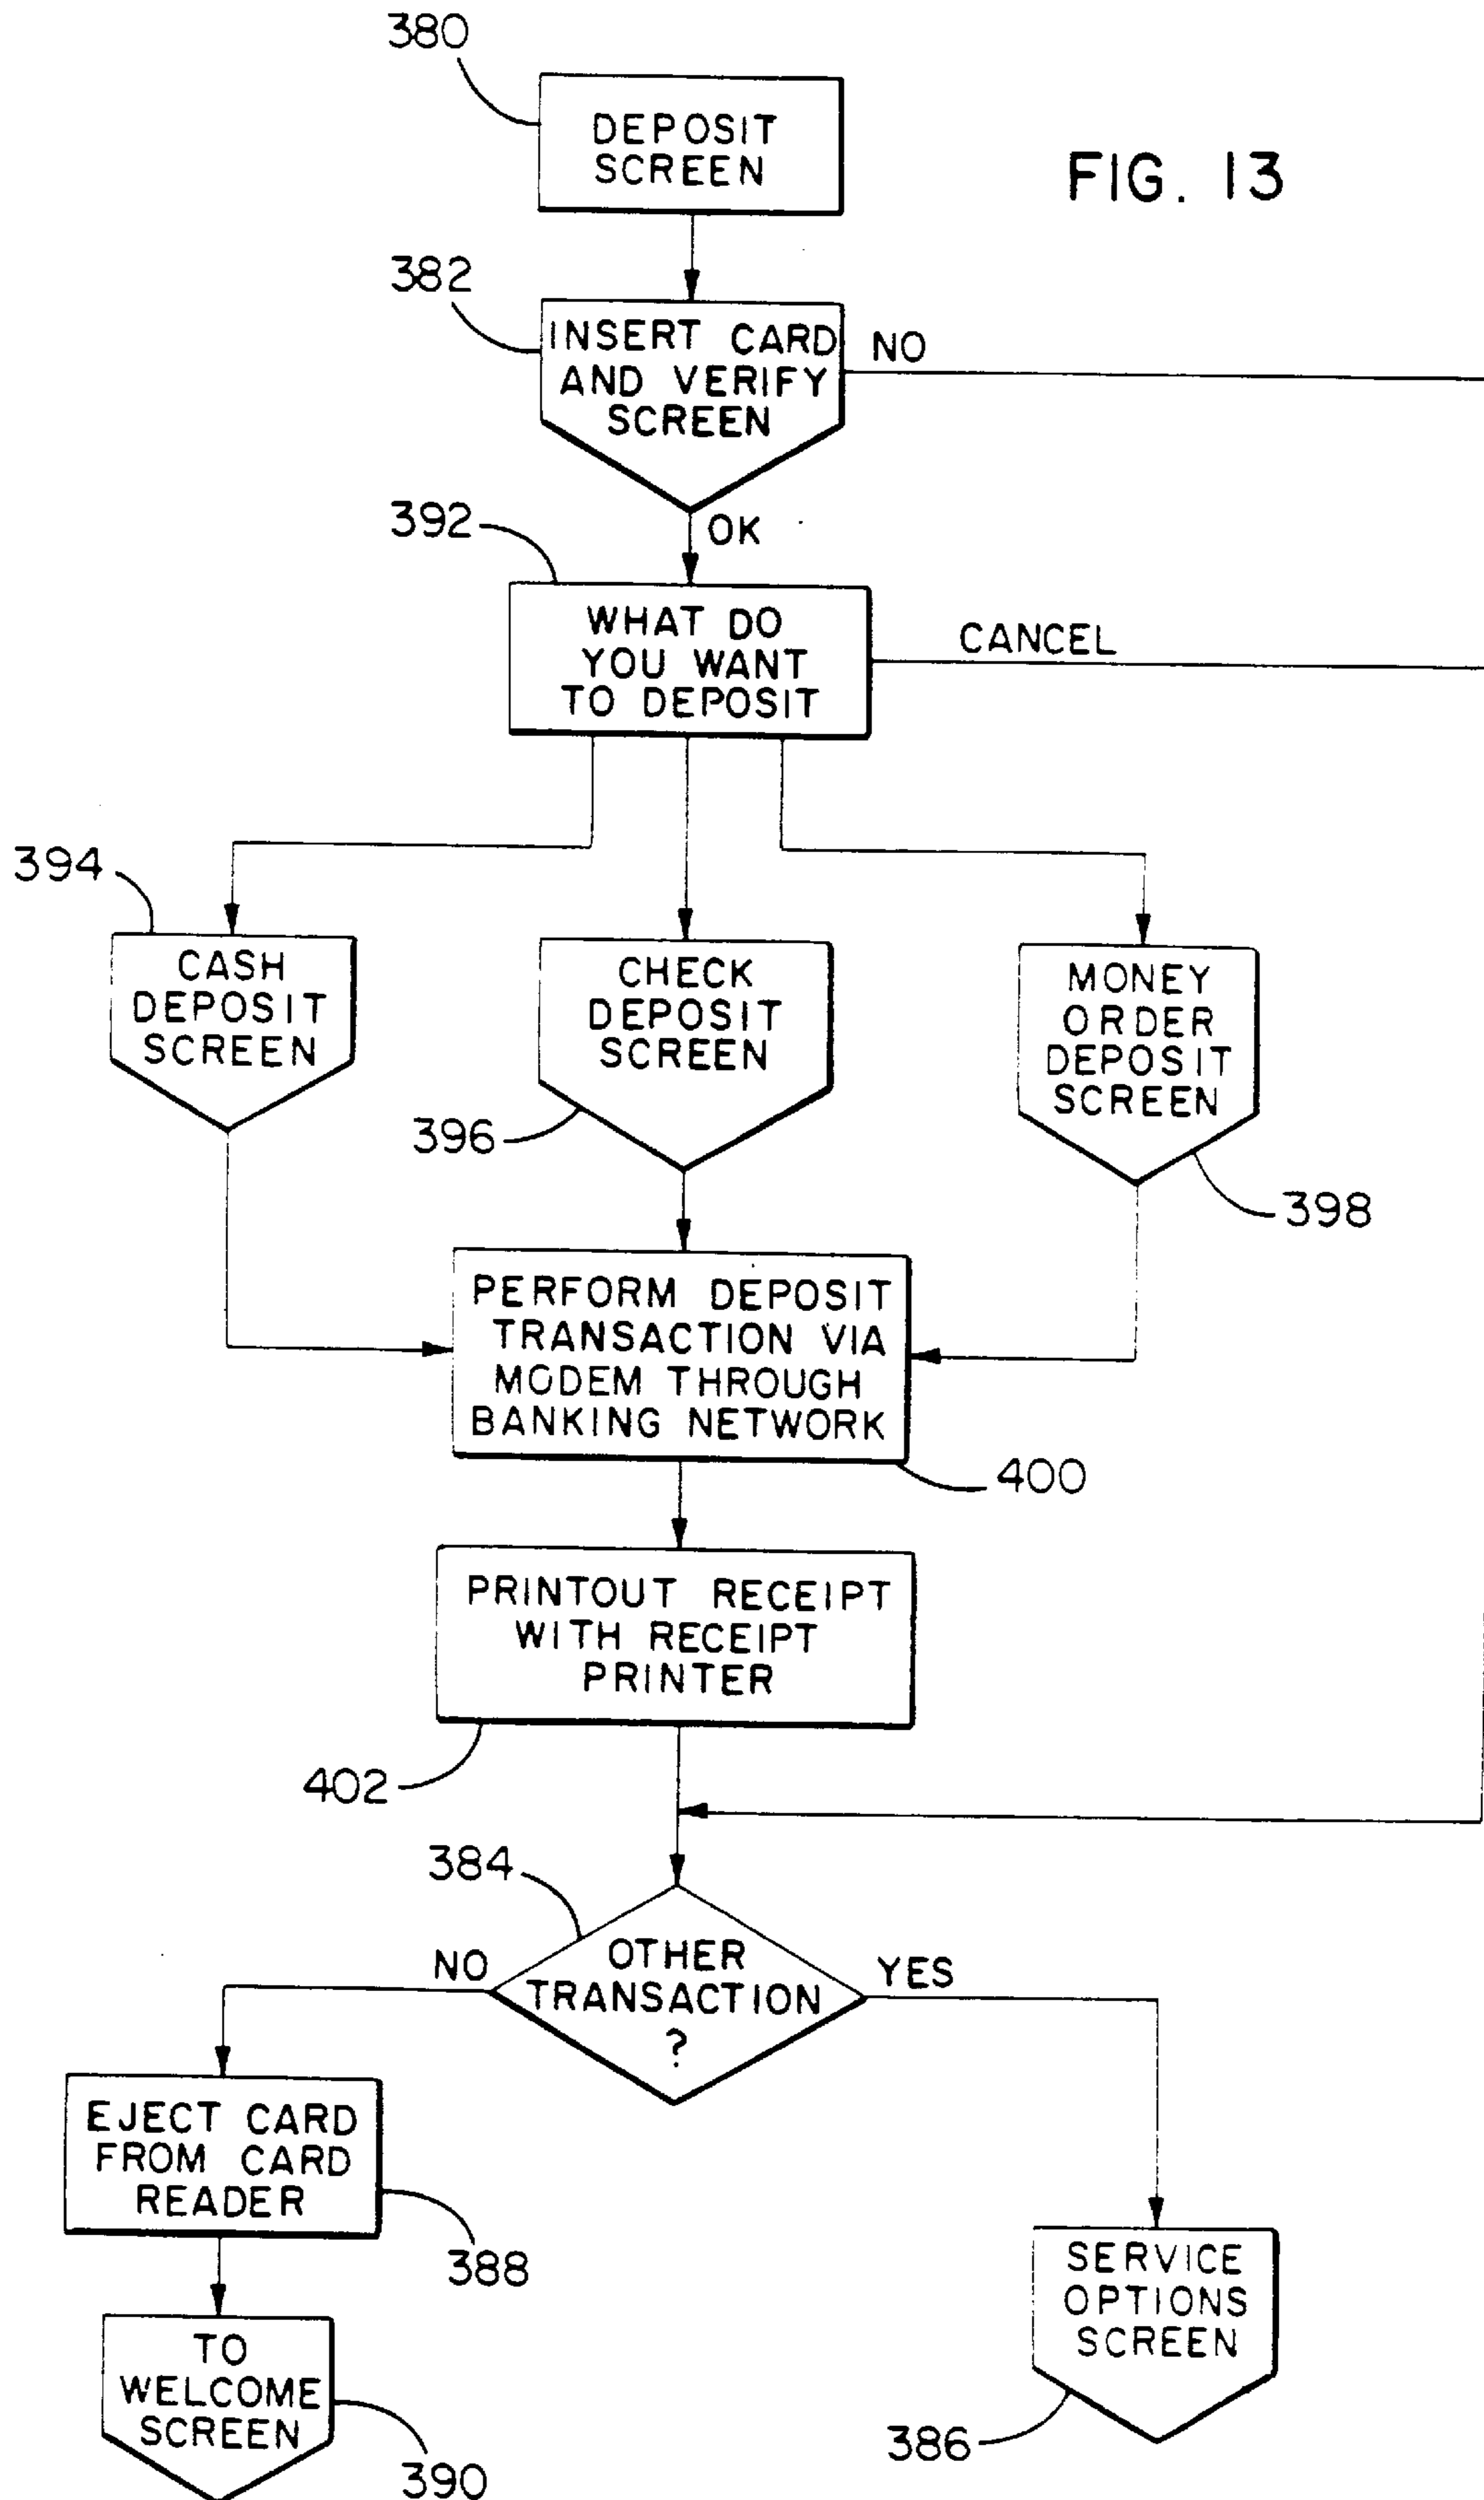 380
DEPOSIT
SCREEN
FIG. 13
382
INSERT CARD
AND VERIFY
SCREEN
NO
OK
392
WHAT DO
YOU WANT
TO DEPOSIT
CANCEL
394
CASH
DEPOSIT
SCREEN
CHECK
DEPOSIT
SCREEN
396
MONEY
ORDER
DEPOSIT
SCREEN
398
PERFORM DEPOSIT
TRANSACTION VIA
MODEM THROUGH
BANKING NETWORK
400
PRINTOUT RECEIPT
WITH RECEIPT
PRINTER
402
384
OTHER
TRANSACTION
?
NO
YES
EJECT CARD
FROM CARD
READER
388
TO
WELCOME
SCREEN
390
SERVICE
OPTIONS
SCREEN
386